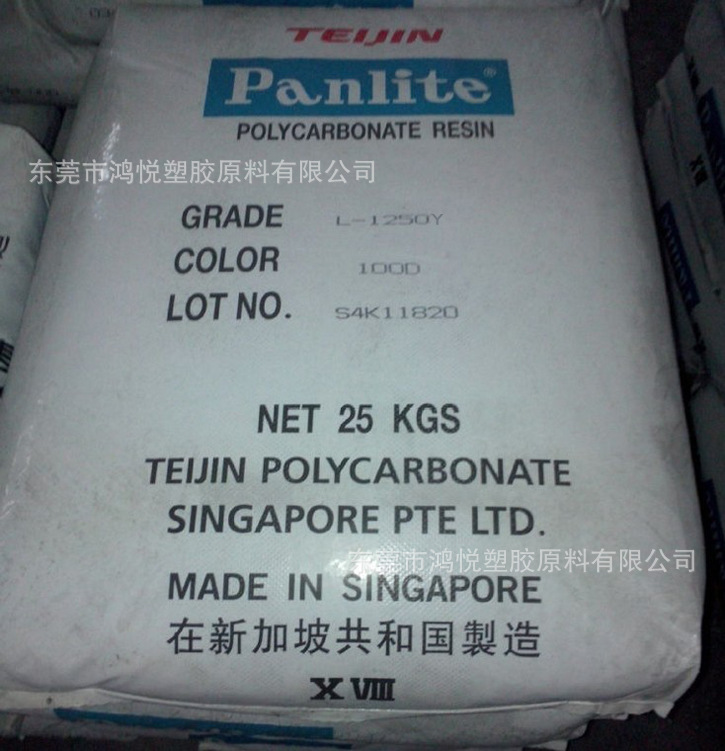 TEIJIN
Panlite®
POLYCARBONATE RESIN
东莞市鸿悦塑胶原料有限公司
GRADE L-1250Y
COLOR 100D
LOT NO. S4K11820
NET 25 KGS
TEIJIN POLYCARBONATE
SINGAPORE PTE LTD.
东莞市鸿悦塑胶原料有限公司
MADE IN SINGAPORE
在新加坡共和国製造
XVIII